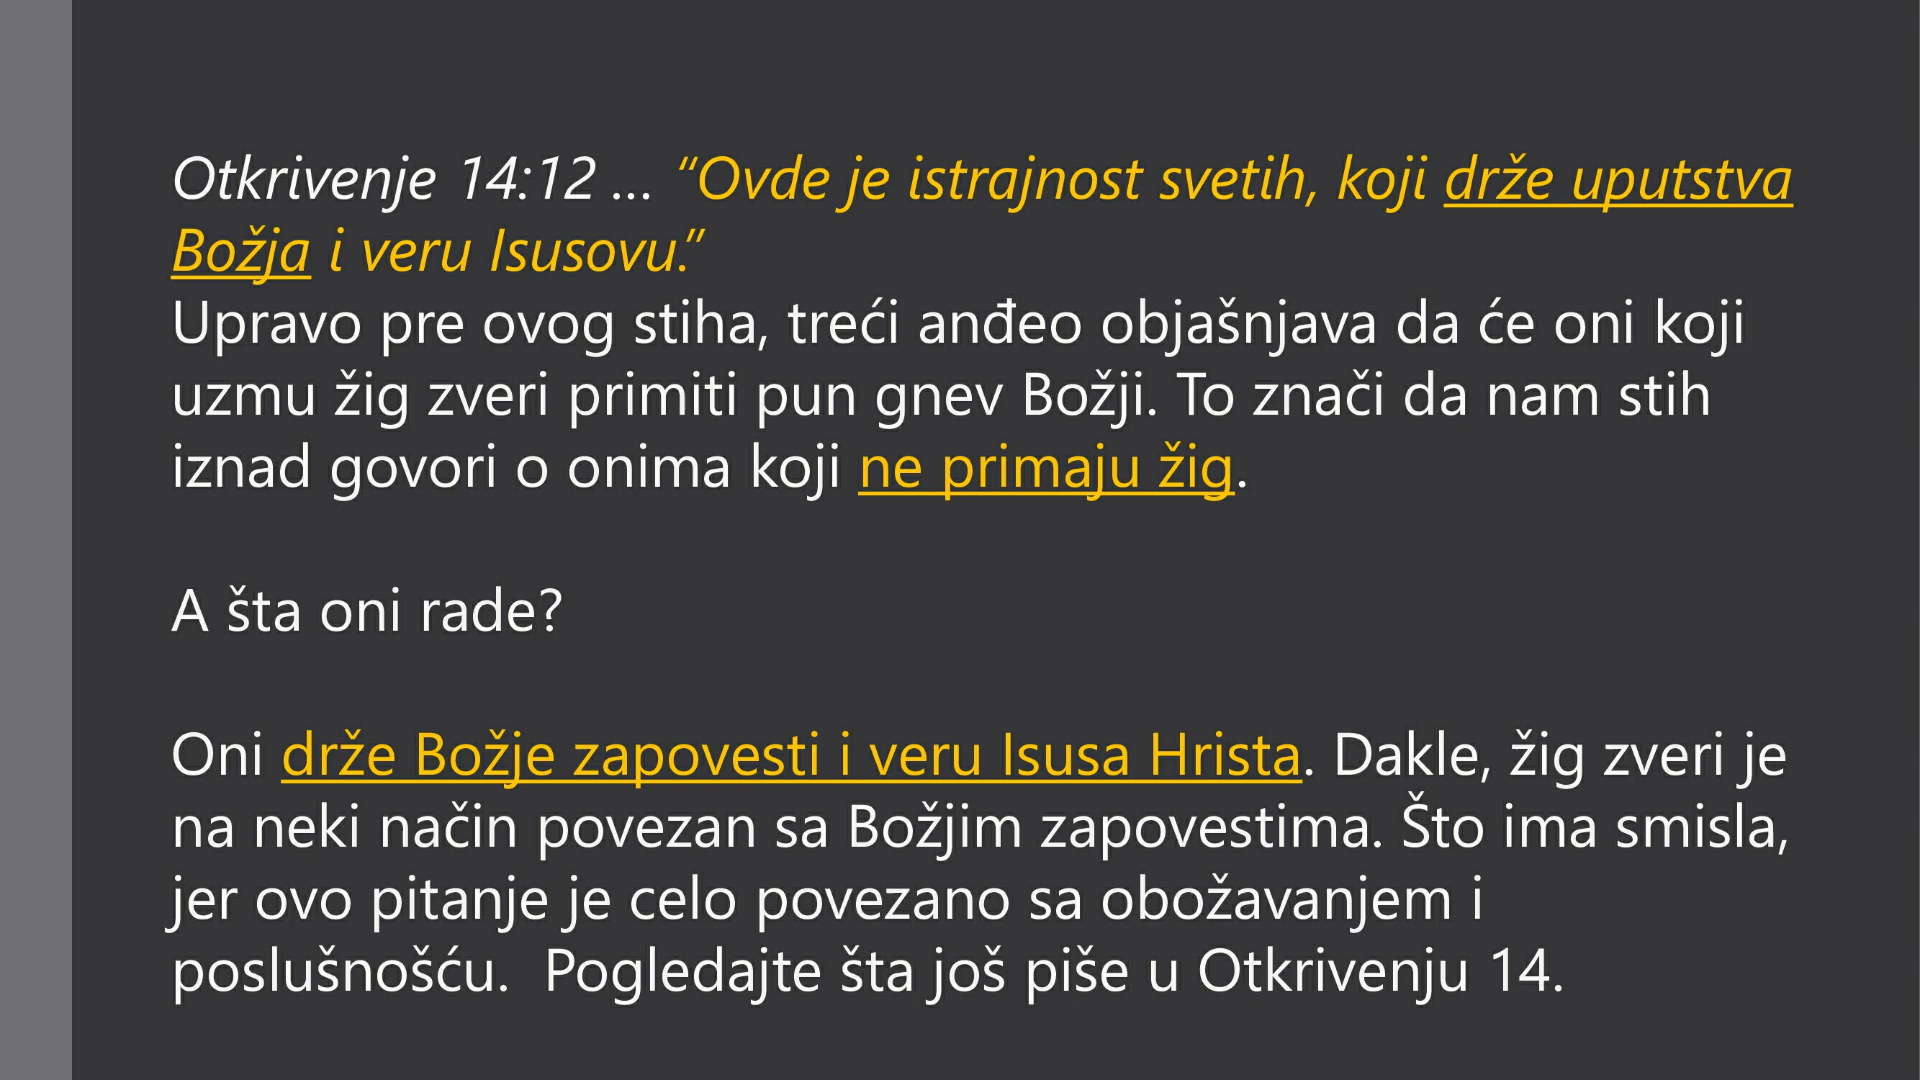 Otkrivenje 14:12 … “Ovde je istrajnost svetih, koji drže uputstva
Božja i veru Isusovu.”
Upravo pre ovog stiha, treći anđeo objašnjava da će oni koji
uzmu žig zveri primiti pun gnev Božji. To znači da nam stih
iznad govori o onima koji ne primaju žig.
A šta oni rade?
Oni drže Božje zapovesti i veru Isusa Hrista. Dakle, žig zveri je
na neki način povezan sa Božjim zapovestima. Što ima smisla,
jer ovo pitanje je celo povezano sa obožavanjem i
poslušnošću.  Pogledajte šta još piše u Otkrivenju 14.